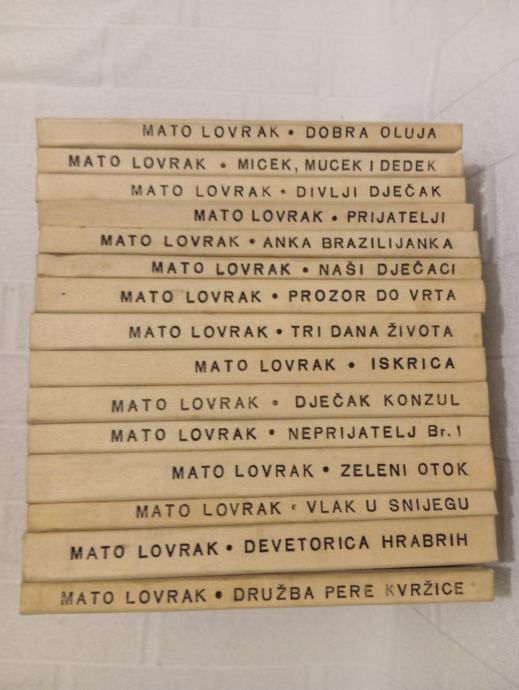 MATO LOVRAK • DOBRA OLUJA
MATO LOVRAK • MICEK, MUCEK I DEDEK
MATO LOVRAK • DIVLJI DJEČAK
MATO LOVRAK • PRIJATELJI
MATO LOVRAK • ANKA BRAZILIJANKA
MATO LOVRAK • NAŠI DJEČACI
MATO LOVRAK • PROZOR DO VRTA
MATO LOVRAK • TRI DANA ŽIVOTA
MATO LOVRAK • ISKRICA
MATO LOVRAK • DJEČAK KONZUL
MATO LOVRAK • NEPRIJATELJ Br. 1
MATO LOVRAK • ZELENI OTOK
MATO LOVRAK • VLAK U SNIJEGU
MATO LOVRAK • DEVETORICA HRABRIH
MATO LOVRAK • DRUŽBA PERE KVRŽICE